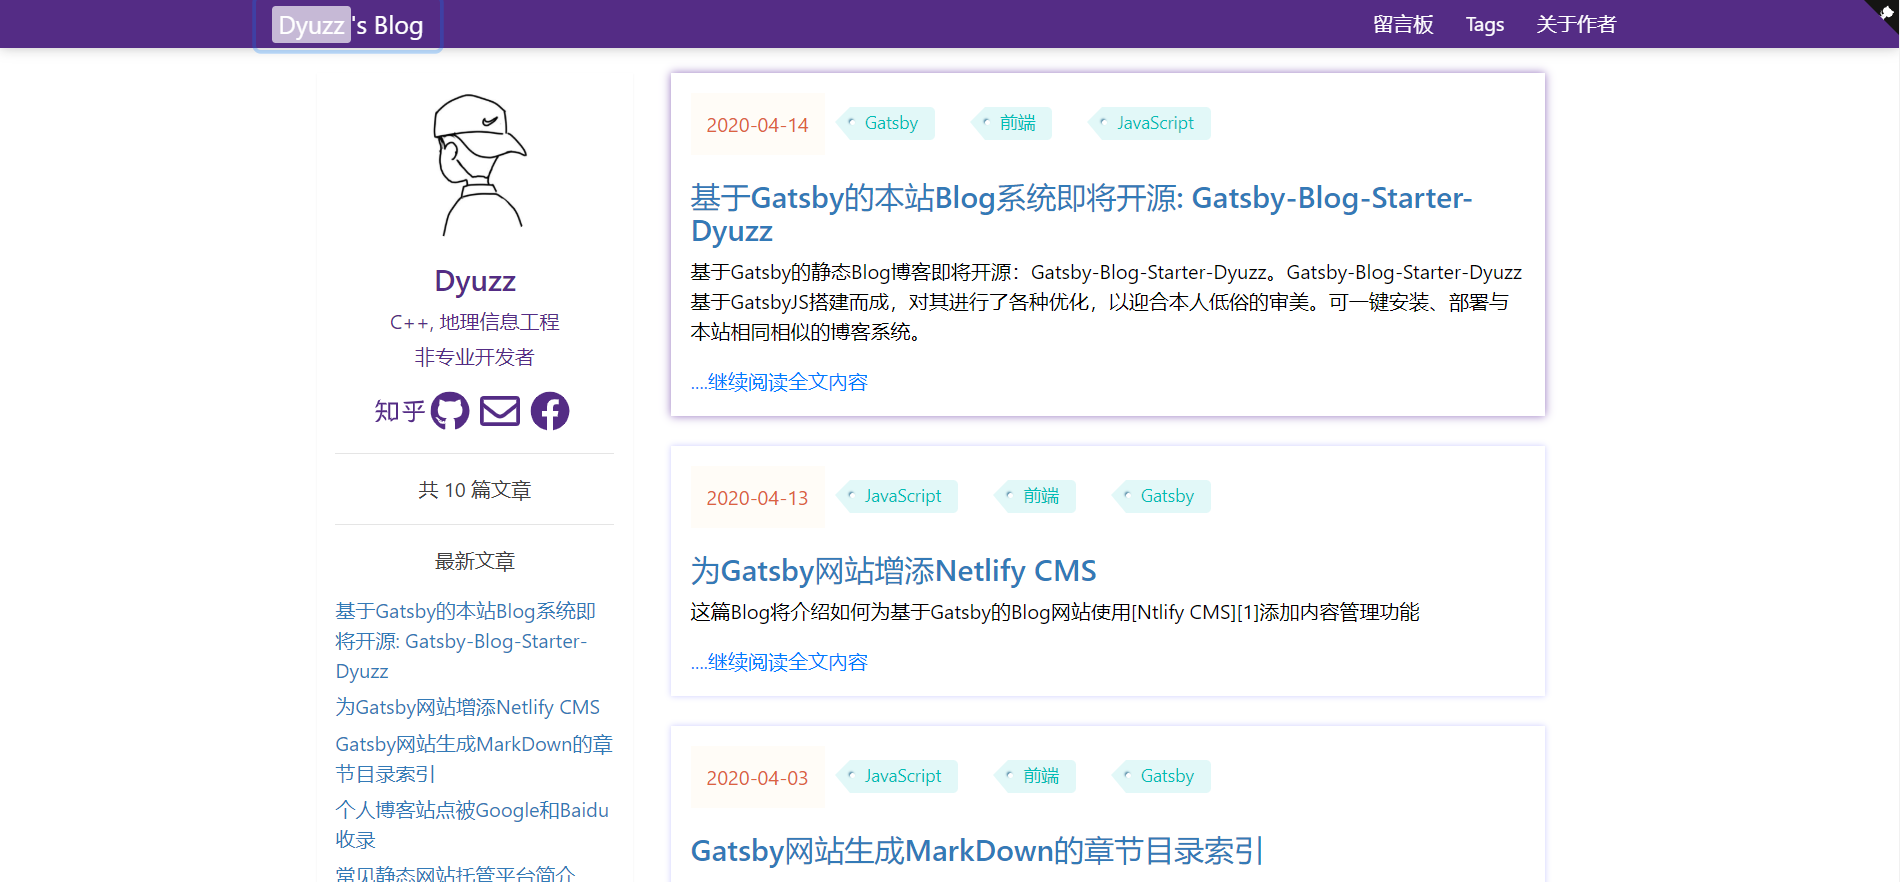 Dyuzz's Blog
留言板 Tags 关于作者
Dyuzz
C++, 地理信息工程
非专业开发者
知乎
共 10 篇文章
最新文章
基于Gatsby的本站Blog系统即
将开源: Gatsby-Blog-Starter-
Dyuzz
为Gatsby网站增添Netlify CMS
Gatsby网站生成MarkDown的章
节目录索引
个人博客站点被Google和Baidu
收录
常见静态网站托管平台简介
2020-04-14 Gatsby 前端 JavaScript
基于Gatsby的本站Blog系统即将开源: Gatsby-Blog-Starter-
Dyuzz
基于Gatsby的静态Blog博客即将开源：Gatsby-Blog-Starter-Dyuzz。Gatsby-Blog-Starter-Dyuzz
基于GatsbyJS搭建而成，对其进行了各种优化，以迎合本人低俗的审美。可一键安装、部署与
本站相同相似的博客系统。
....继续阅读全文内容
2020-04-13 JavaScript 前端 Gatsby
为Gatsby网站增添Netlify CMS
这篇Blog将介绍如何为基于Gatsby的Blog网站使用[Ntlify CMS][1]添加内容管理功能
....继续阅读全文内容
2020-04-03 JavaScript 前端 Gatsby
Gatsby网站生成MarkDown的章节目录索引